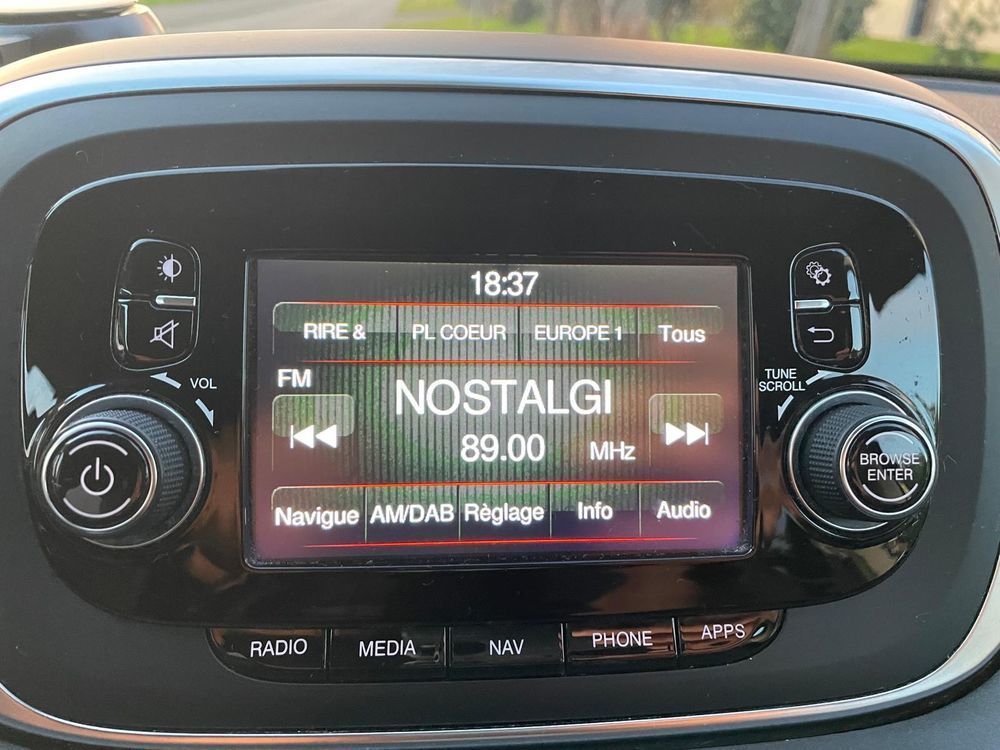 18:37
RIRE & PL COEUR EUROPE 1 Tous
FM
NOSTALGI
89.00 MHz
Navigue AM/DAB Règlage Info Audio
VOL
TUNE
SCROLL
BROWSE
ENTER
RADIO MEDIA NAV PHONE APPS